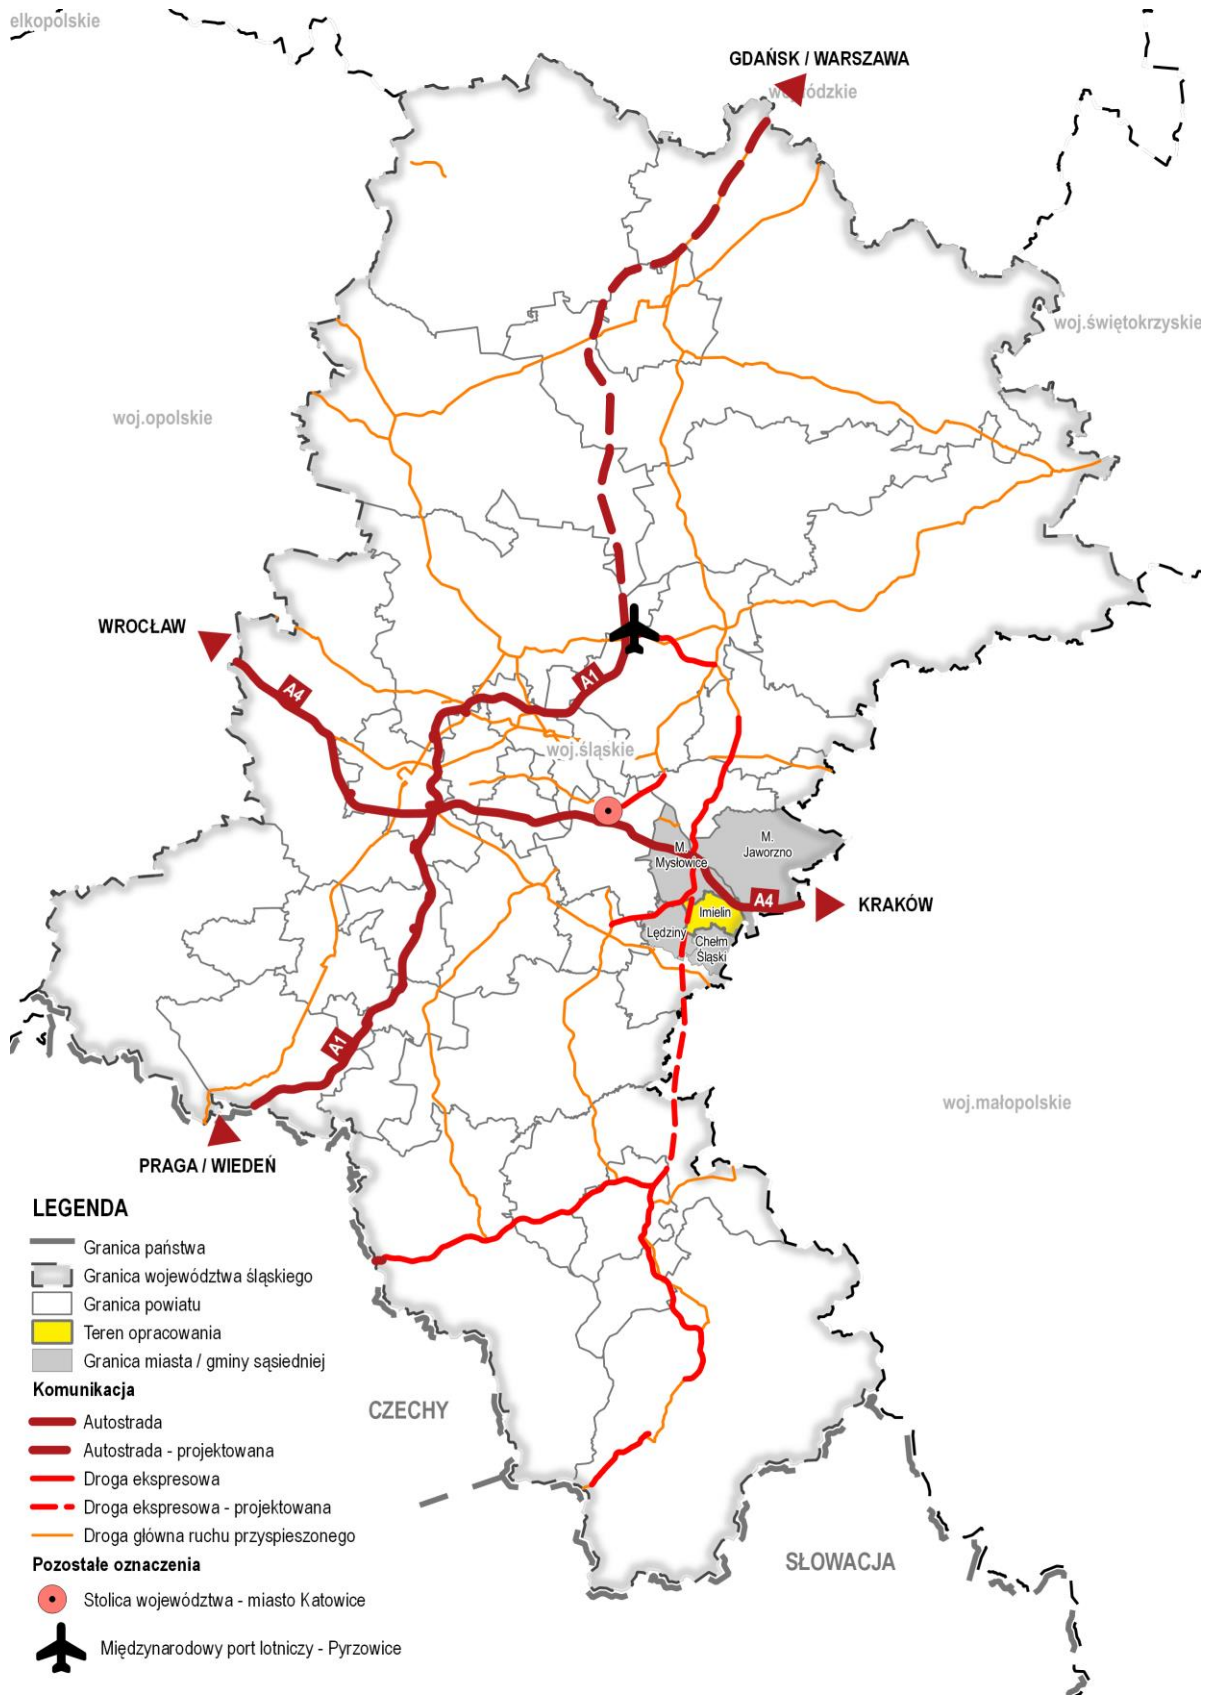 elkopolskie
GDAŃSK / WARSZAWA
woj.łódzkie
woj.świętokrzyskie
woj.opolskie
WROCŁAW
A1
A4
woj.śląskie
M.
Jaworzno
M.
Mysłowice
A4
KRAKÓW
Imielin
Lędziny
Chełm
Śląski
A1
woj.małopolskie
PRAGA / WIEDEŃ
LEGENDA
Granica państwa
Granica województwa śląskiego
Granica powiatu
Teren opracowania
Granica miasta / gminy sąsiedniej
Komunikacja
Autostrada
Autostrada - projektowana
Droga ekspresowa
Droga ekspresowa - projektowana
Droga główna ruchu przyspieszonego
Pozostałe oznaczenia
Stolica województwa - miasto Katowice
Międzynarodowy port lotniczy - Pyrzowice
CZECHY
SŁOWACJA